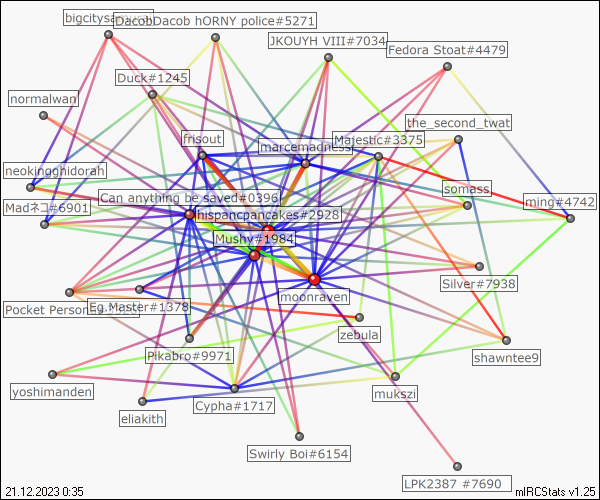 bigcitysa
DacobDacob hORNY police#5271
JKOUYH VIII#7034
Fedora Stoat#4479
Duck#1245
normalwan
the_second_twat
frisout
marcemadness
Majestic#3375
neokingghidorah
somass
Can anything be saved#0396
ming#4742
Madネコ#6901
hispancpancakes#2928
Mushy#1984
Silver#7938
moonraven
Pocket Person
Eg.Master#1378
zebula
Pikabro#9971
shawntee9
yoshimanden
mukszi
eliakith
Cypha#1717
Swirly Boi#6154
LPK2387 #7690
21.12.2023 0:35
mIRCStats v1.25